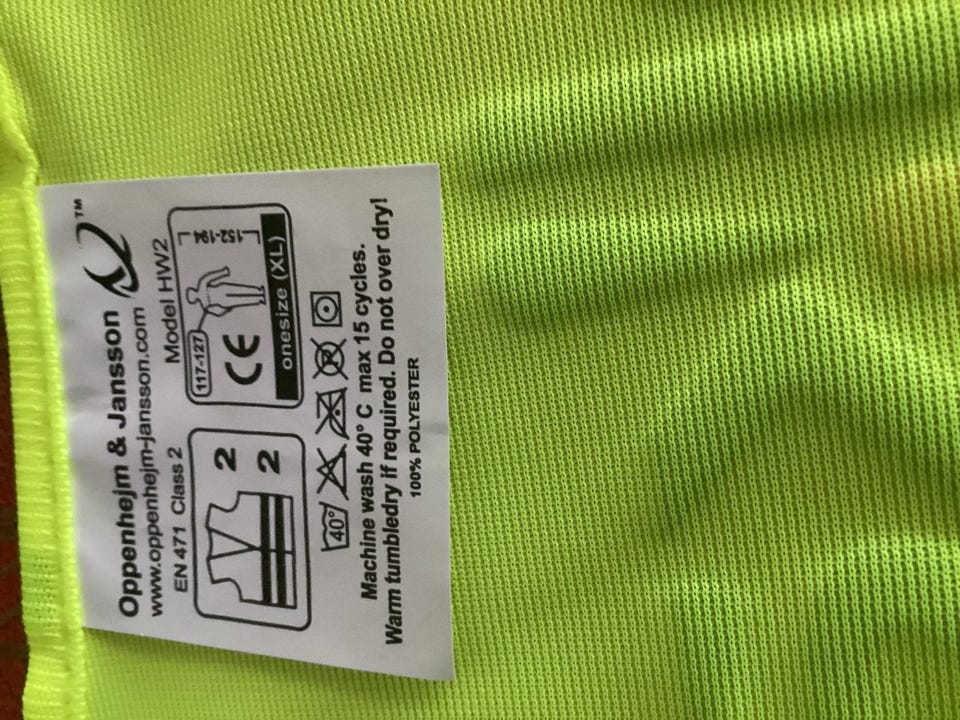 Oppenhejm & Jansson ™
www.oppenhejm-jansson.com
EN 471 Class 2
Model HW2
2
2
117-127
152-194
CE
onesize (XL)
40°
Machine wash 40° C max 15 cycles.
Warm tumbledry if required. Do not over dry!
100% POLYESTER